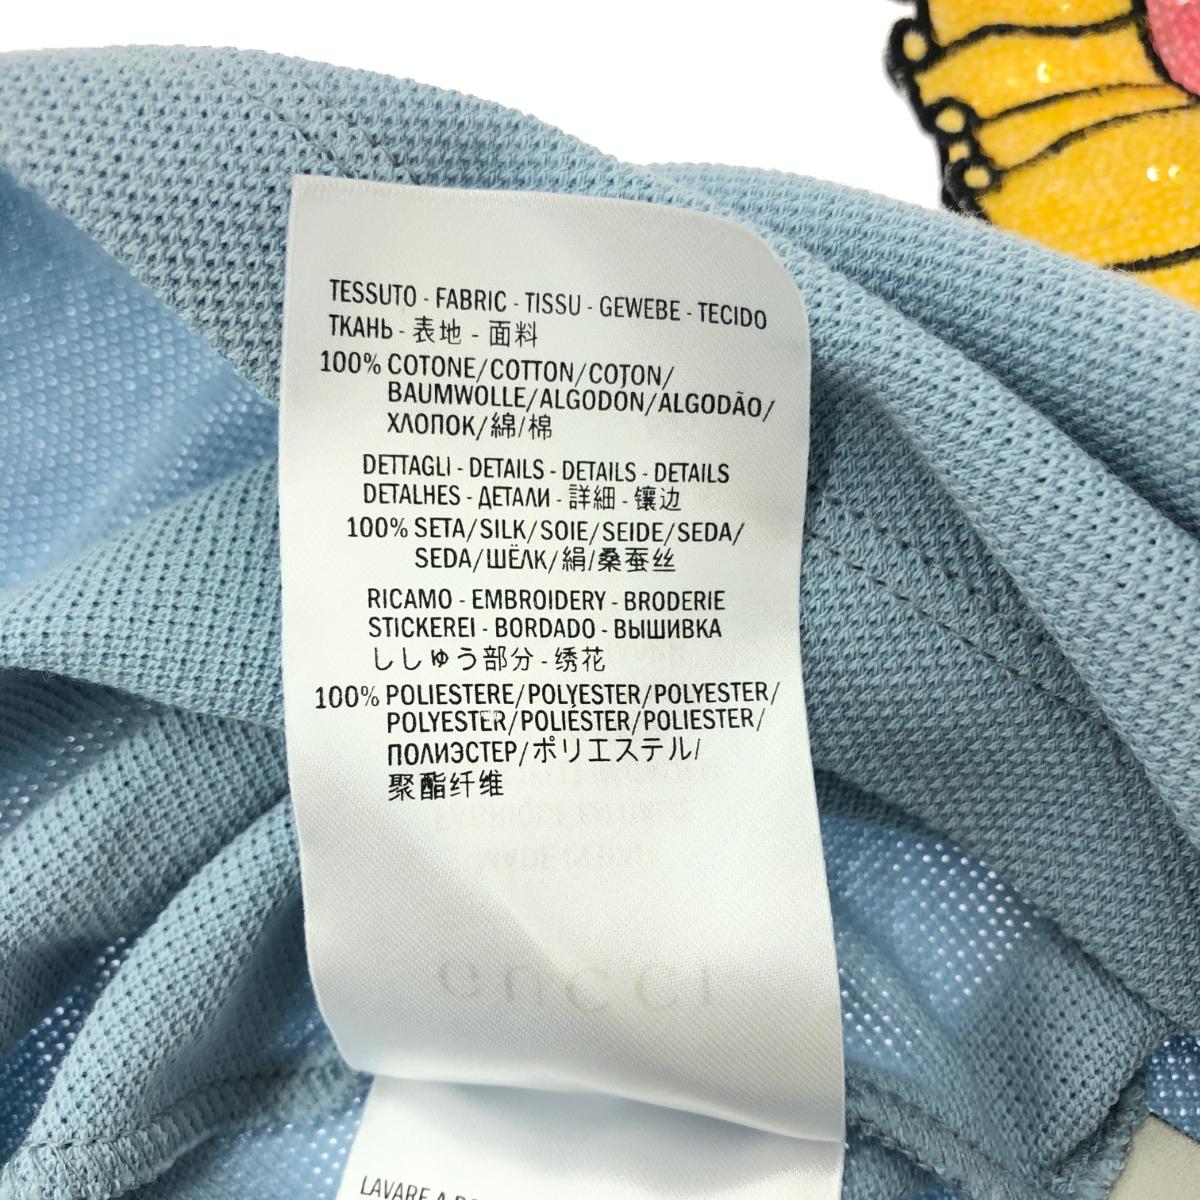 TESSUTO - FABRIC - TISSU - GEWEBE - TECIDO
ТКАНЬ - 表地 - 面料
100% COTONE/COTTON/COTON/
BAUMWOLLE/ALGODÓN/ALGODÃO/
ХЛОПОК/綿/棉
DETTAGLI - DETAILS - DETAILS - DETAILS
DETALHES - ДЕТАЛИ - 詳細 - 镶边
100% SETA/SILK/SOIE/SEIDE/SEDA/
SEDA/ШЁЛК/絹/桑蚕丝
RICAMO - EMBROIDERY - BRODERIE
STICKEREI - BORDADO - ВЫШИВКА
ししゅう部分 - 绣花
100% POLIESTERE/POLYESTER/POLYESTER/
POLYESTER/POLIÉSTER/POLIESTER/
ПОЛИЭСТЕР/ポリエステル/
聚酯纤维
GUCCI
LAVARE A